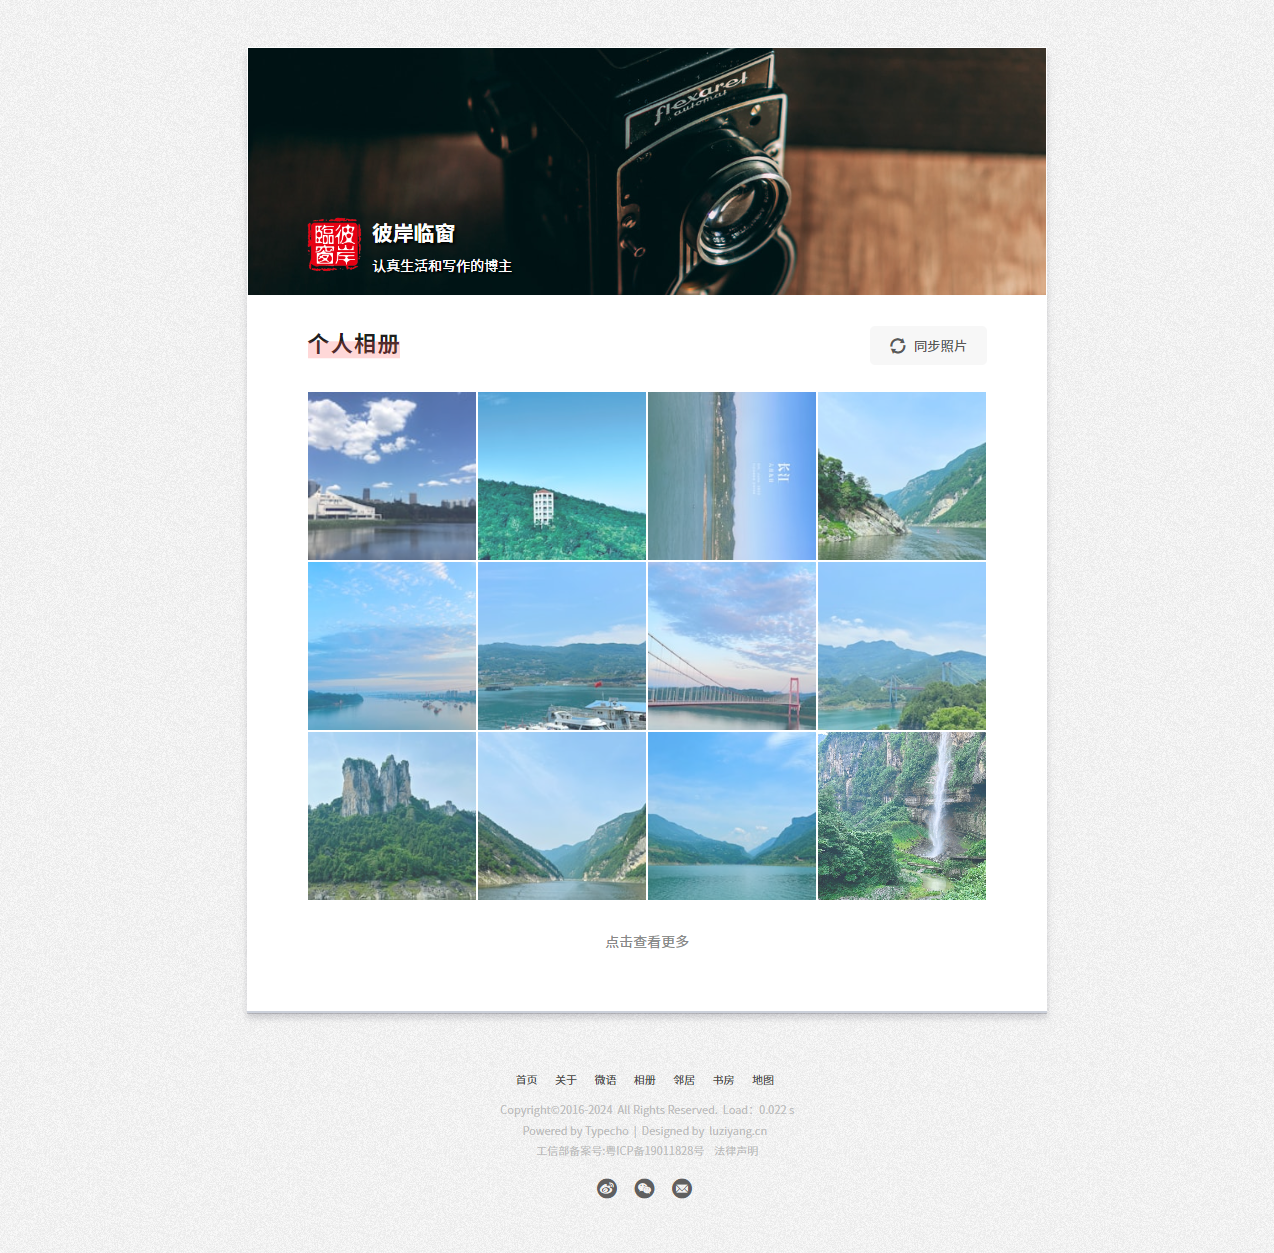 flexaret
automat
彼岸
臨窗
彼岸临窗
认真生活和写作的博主
个人相册
同步照片
点击查看更多
首页 关于 微语 相册 邻居 书房 地图
Copyright©2016-2024 All Rights Reserved. Load：0.022 s
Powered by Typecho | Designed by luziyang.cn
工信部备案号:粤ICP备19011828号 法律声明